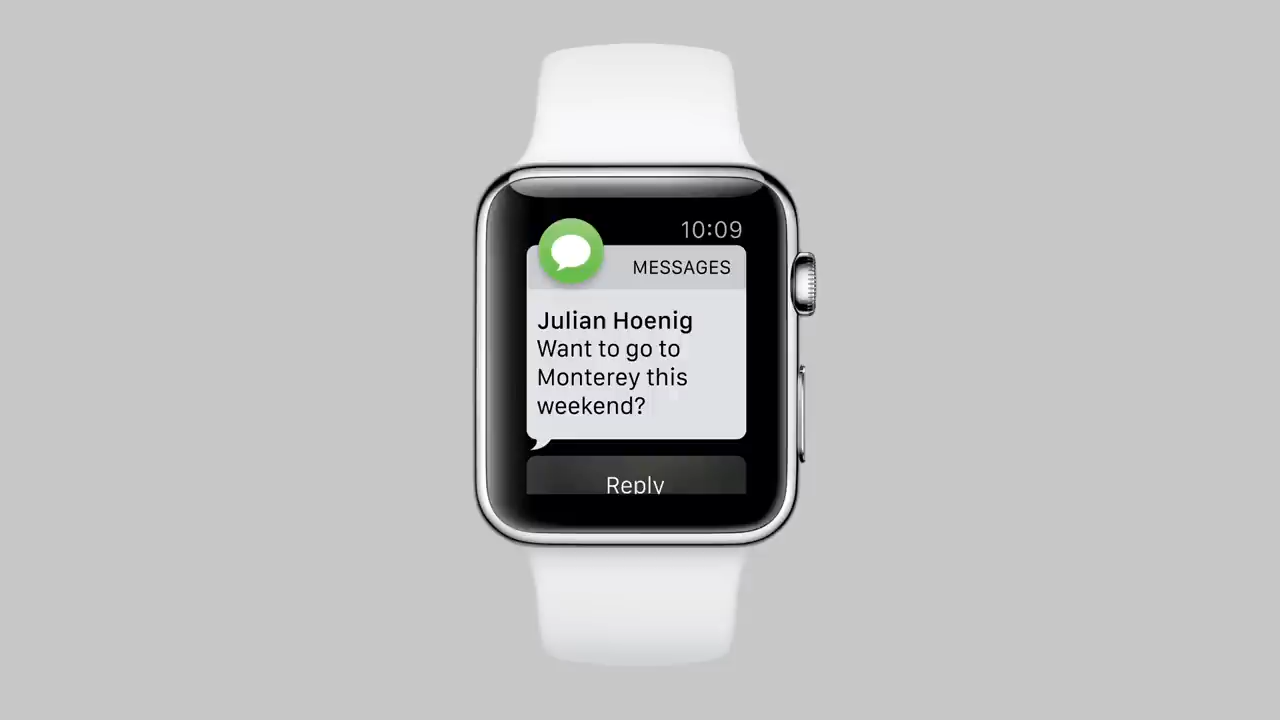 10:09
MESSAGES
Julian Hoenig
Want to go to
Monterey this
weekend?
Reply